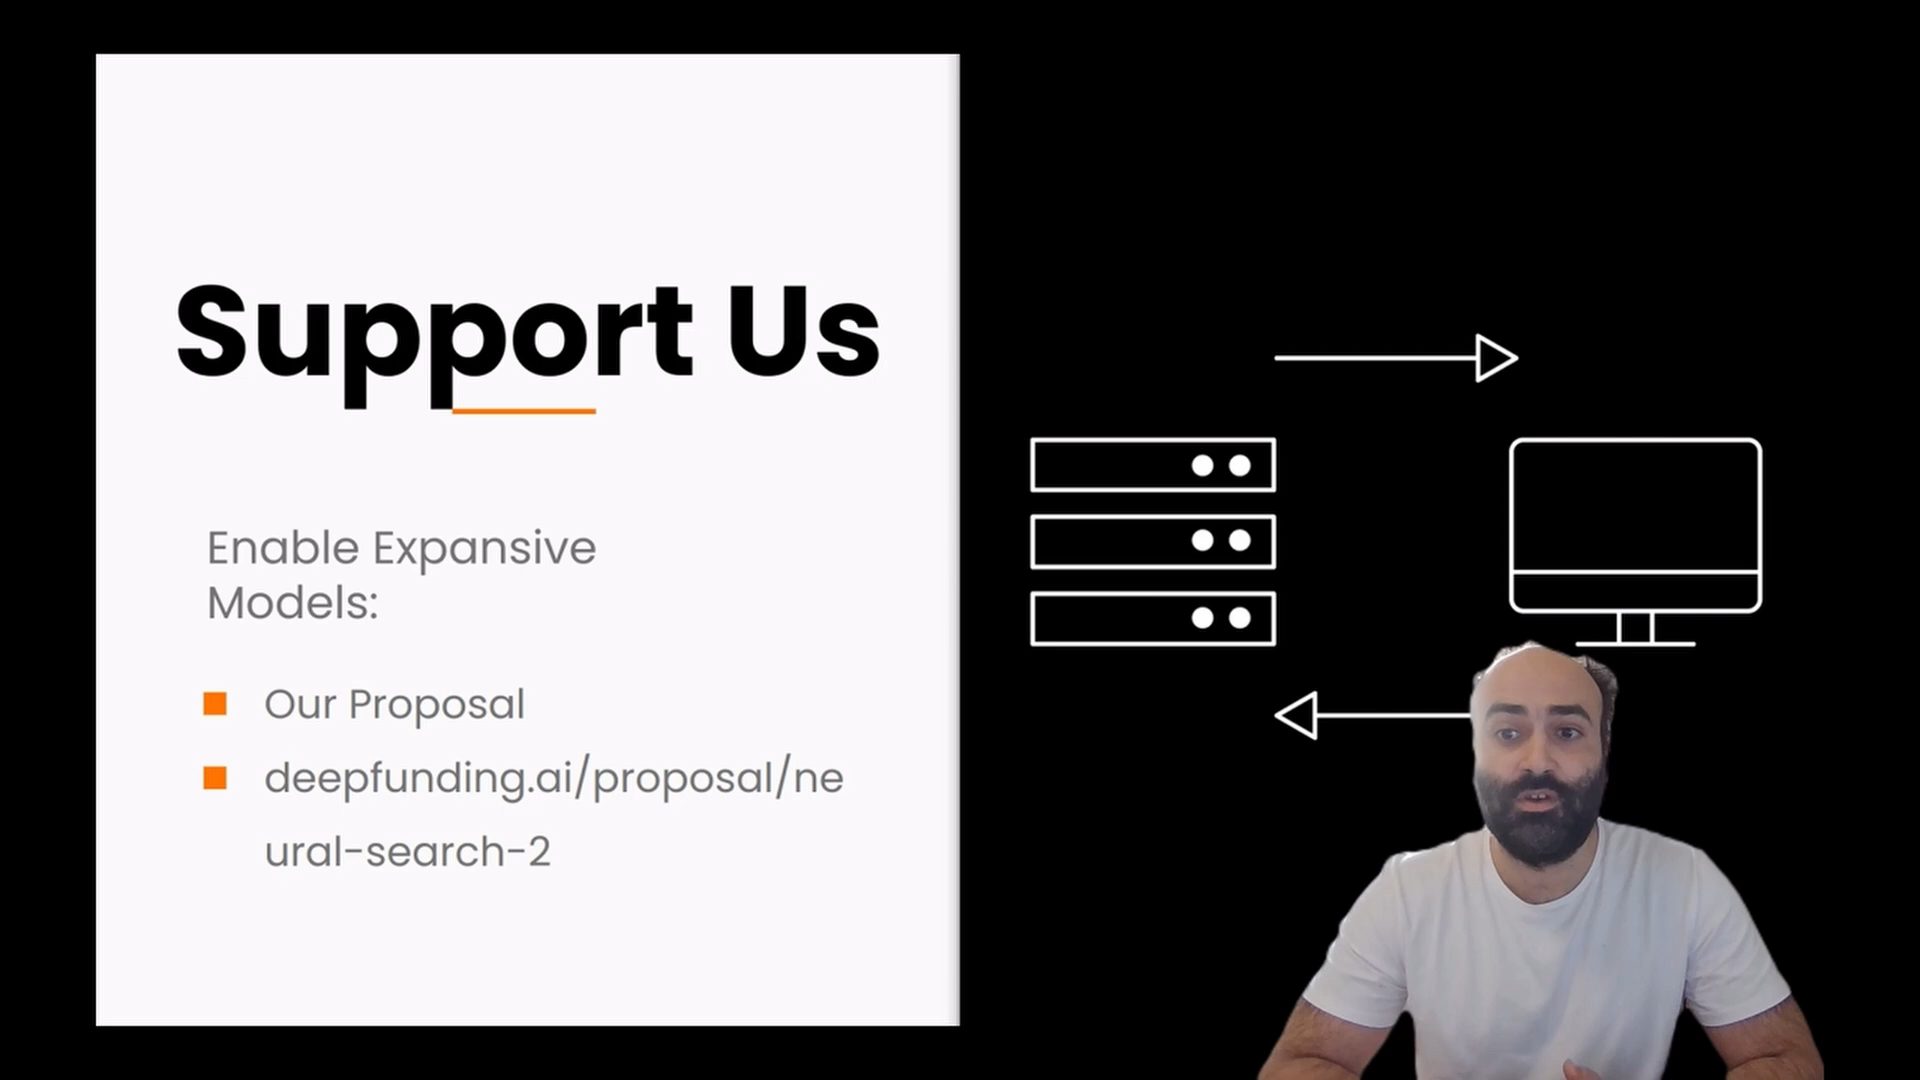 Support Us
Enable Expansive
Models:
Our Proposal
deepfunding.ai/proposal/ne
ural-search-2